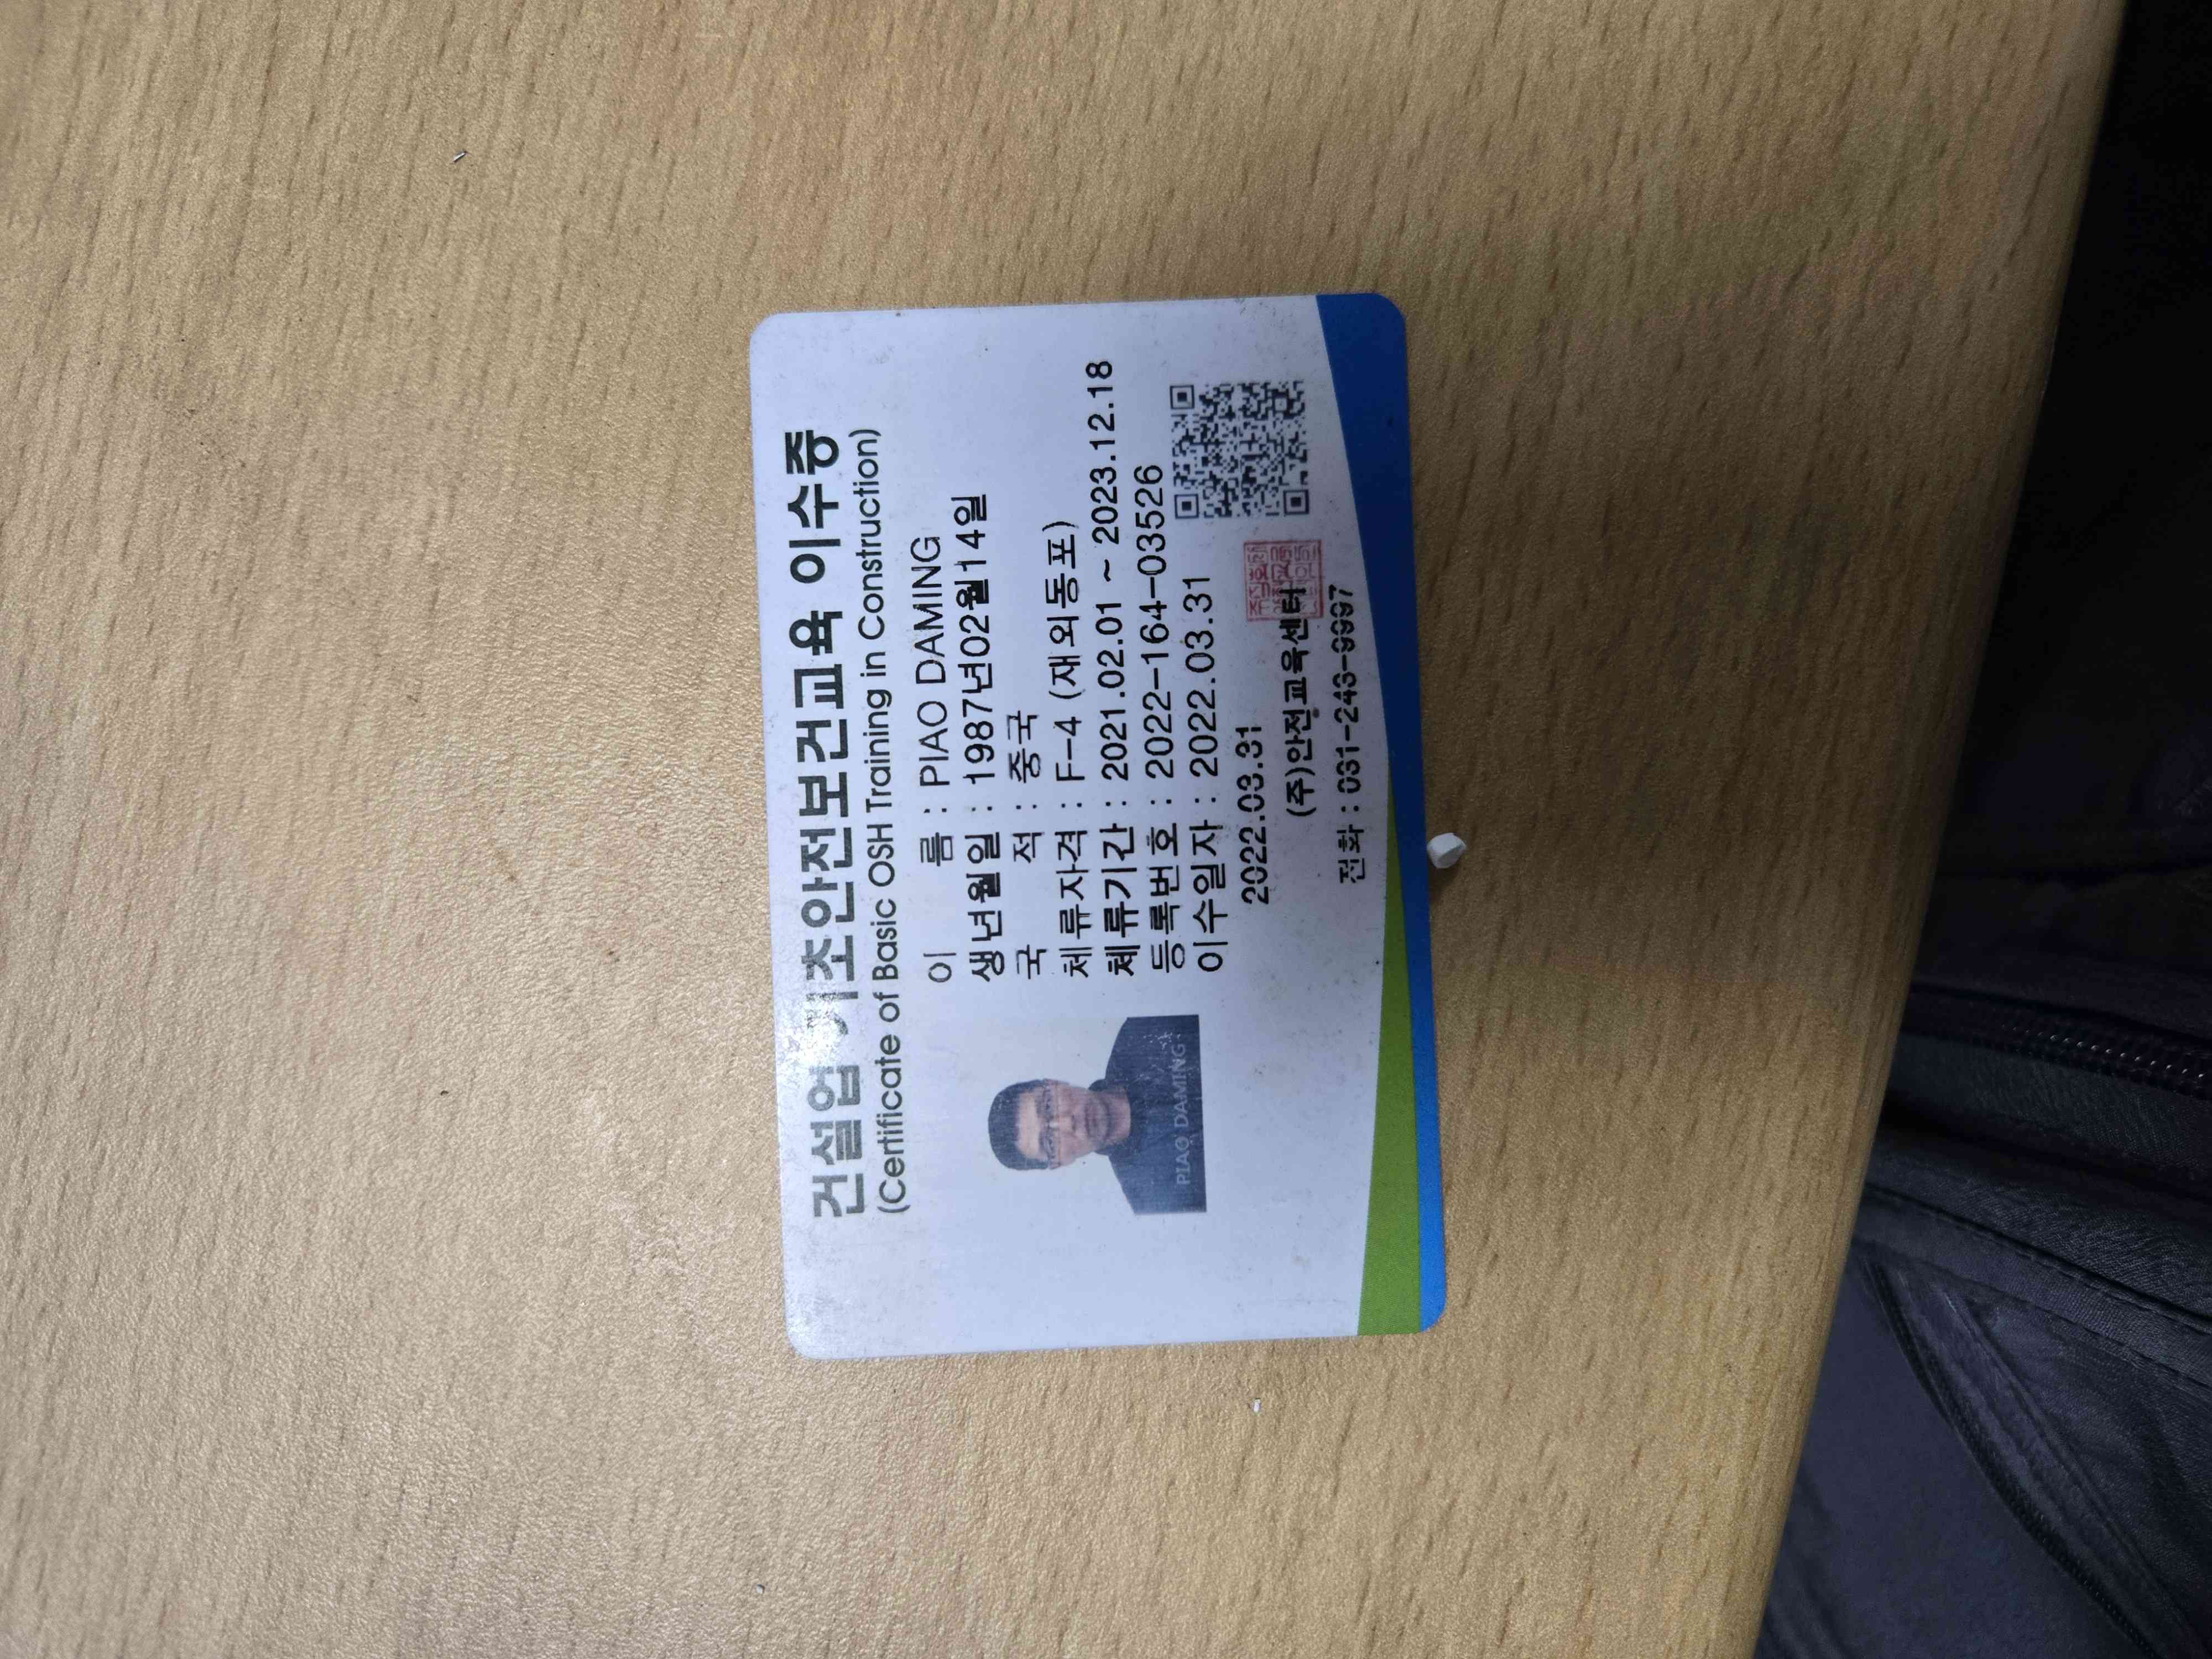 건설업 기초안전보건교육 이수증
(Certificate of Basic OSH Training in Construction)
이 름 : PIAO DAMING
생년월일 : 1987년02월14일
국 적 : 중국
체류자격 : F-4 (재외동포)
체류기간 : 2021.02.01 ~ 2023.12.18
등록번호 : 2022-164-03526
이수일자 : 2022.03.31
2022.03.31
(주)안전교육센터
전화 : 031-243-9997
PIAO DAMING